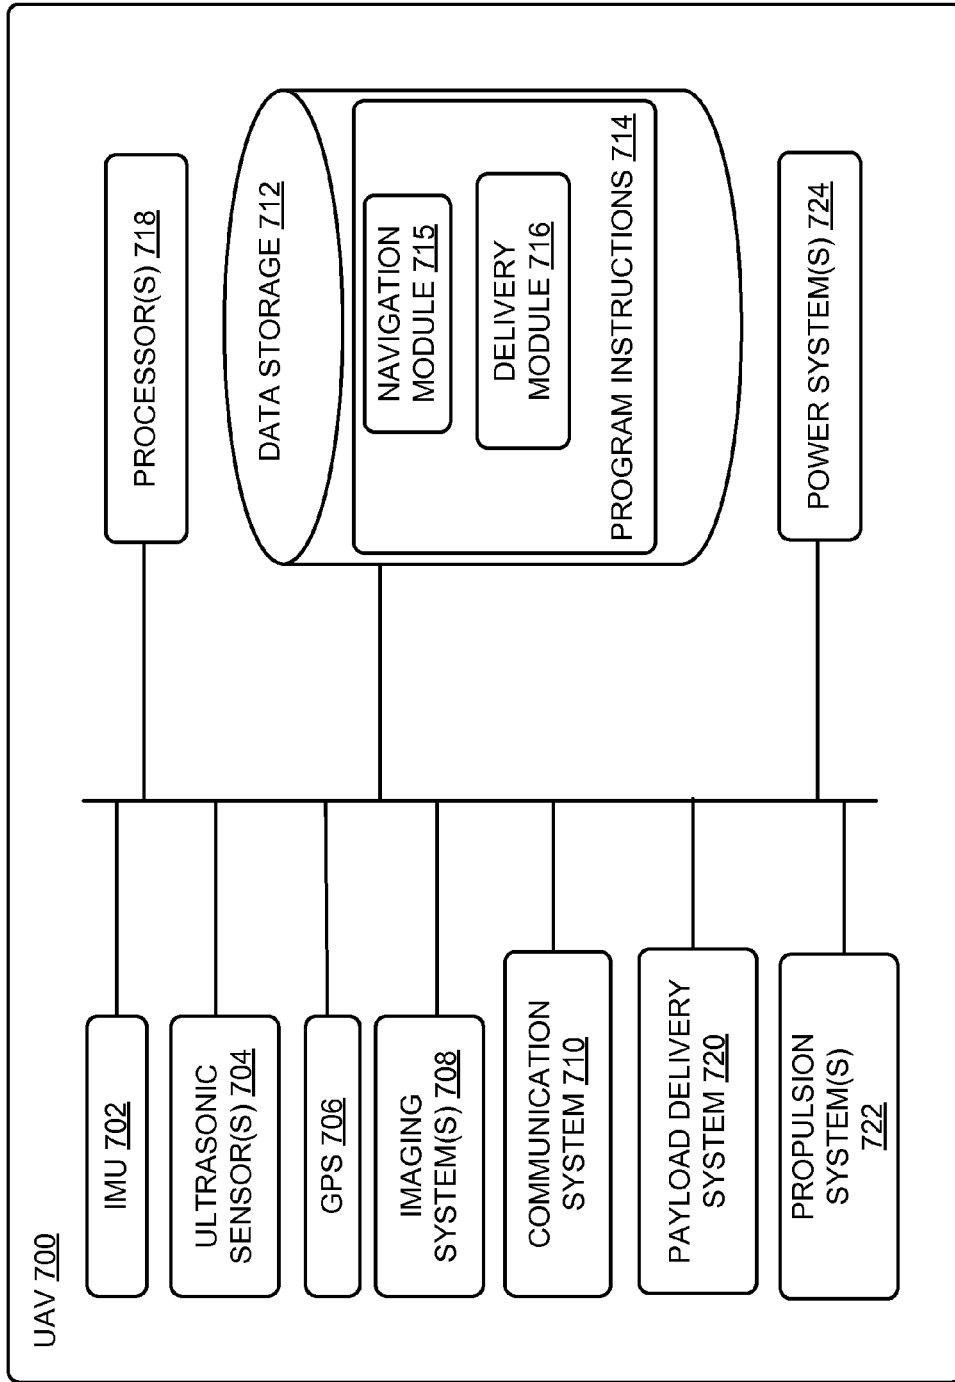 UAV 700
IMU 702
ULTRASONIC
SENSOR(S) 704
GPS 706
IMAGING
SYSTEM(S) 708
COMMUNICATION
SYSTEM 710
PAYLOAD DELIVERY
SYSTEM 720
PROPULSION
SYSTEM(S)
722
PROCESSOR(S) 718
DATA STORAGE 712
NAVIGATION
MODULE 715
DELIVERY
MODULE 716
PROGRAM INSTRUCTIONS 714
POWER SYSTEM(S) 724